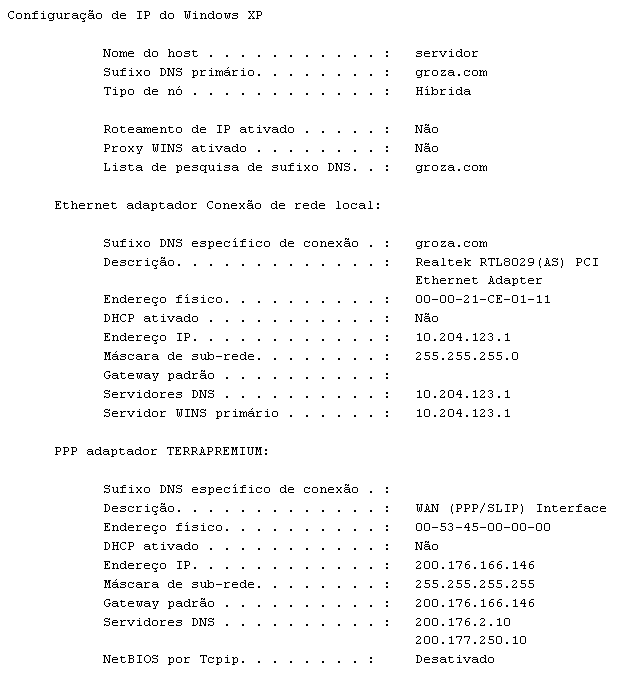 Configuração de IP do Windows XP
Nome do host . . . . . . . . . . . : servidor
Sufixo DNS primário. . . . . . . . : groza.com
Tipo de nó . . . . . . . . . . . . : Híbrida
Roteamento de IP ativado . . . . . : Não
Proxy WINS ativado . . . . . . . . : Não
Lista de pesquisa de sufixo DNS. . : groza.com
Ethernet adaptador Conexão de rede local:
Sufixo DNS específico de conexão . : groza.com
Descrição. . . . . . . . . . . . . : Realtek RTL8029(AS) PCI
Ethernet Adapter
Endereço físico. . . . . . . . . . : 00-00-21-CE-01-11
DHCP ativado . . . . . . . . . . . : Não
Endereço IP. . . . . . . . . . . . : 10.204.123.1
Máscara de sub-rede. . . . . . . . : 255.255.255.0
Gateway padrão . . . . . . . . . . :
Servidores DNS . . . . . . . . . . : 10.204.123.1
Servidor WINS primário . . . . . . : 10.204.123.1
PPP adaptador TERRAPREMIUM:
Sufixo DNS específico de conexão . :
Descrição. . . . . . . . . . . . . : WAN (PPP/SLIP) Interface
Endereço físico. . . . . . . . . . : 00-53-45-00-00-00
DHCP ativado . . . . . . . . . . . : Não
Endereço IP. . . . . . . . . . . . : 200.176.166.146
Máscara de sub-rede. . . . . . . . : 255.255.255.255
Gateway padrão . . . . . . . . . . : 200.176.166.146
Servidores DNS . . . . . . . . . . : 200.176.2.10
200.177.250.10
NetBIOS por Tcpip. . . . . . . . : Desativado